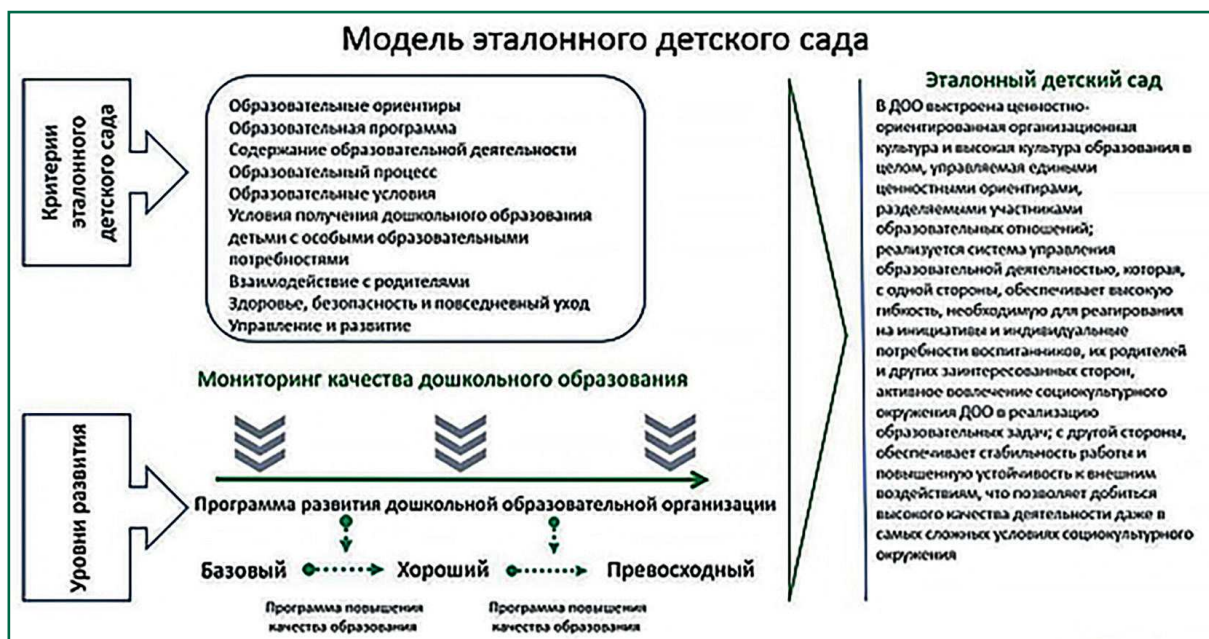 Модель эталонного детского сада
Критерии
эталонного
детского сада
Образовательные ориентиры
Образовательная программа
Содержание образовательной деятельности
Образовательный процесс
Образовательные условия
Условия получения дошкольного образования
детьми с особыми образовательными
потребностями
Взаимодействие с родителями
Здоровье, безопасность и повседневный уход
Управление и развитие
Мониторинг качества дошкольного образования
Уровни развития
Программа развития дошкольной образовательной организации
Базовый Хороший Превосходный
Программа повышения
качества образования
Программа повышения
качества образования
Эталонный детский сад
В ДОО выстроена ценностно-
ориентированная организационная
культура и высокая культура образования в
целом, управляемая едиными
ценностными ориентирами,
разделяемыми участниками
образовательных отношений;
реализуется система управления
образовательной деятельностью, которая,
с одной стороны, обеспечивает высокую
гибкость, необходимую для реагирования
на инициативы и индивидуальные
потребности воспитанников, их родителей
и других заинтересованных сторон,
активное вовлечение социокультурного
окружения ДОО в реализацию
образовательных задач; с другой стороны,
обеспечивает стабильность работы и
повышенную устойчивость к внешним
воздействиям, что позволяет добиться
высокого качества деятельности даже в
самых сложных условиях социокультурного
окружения